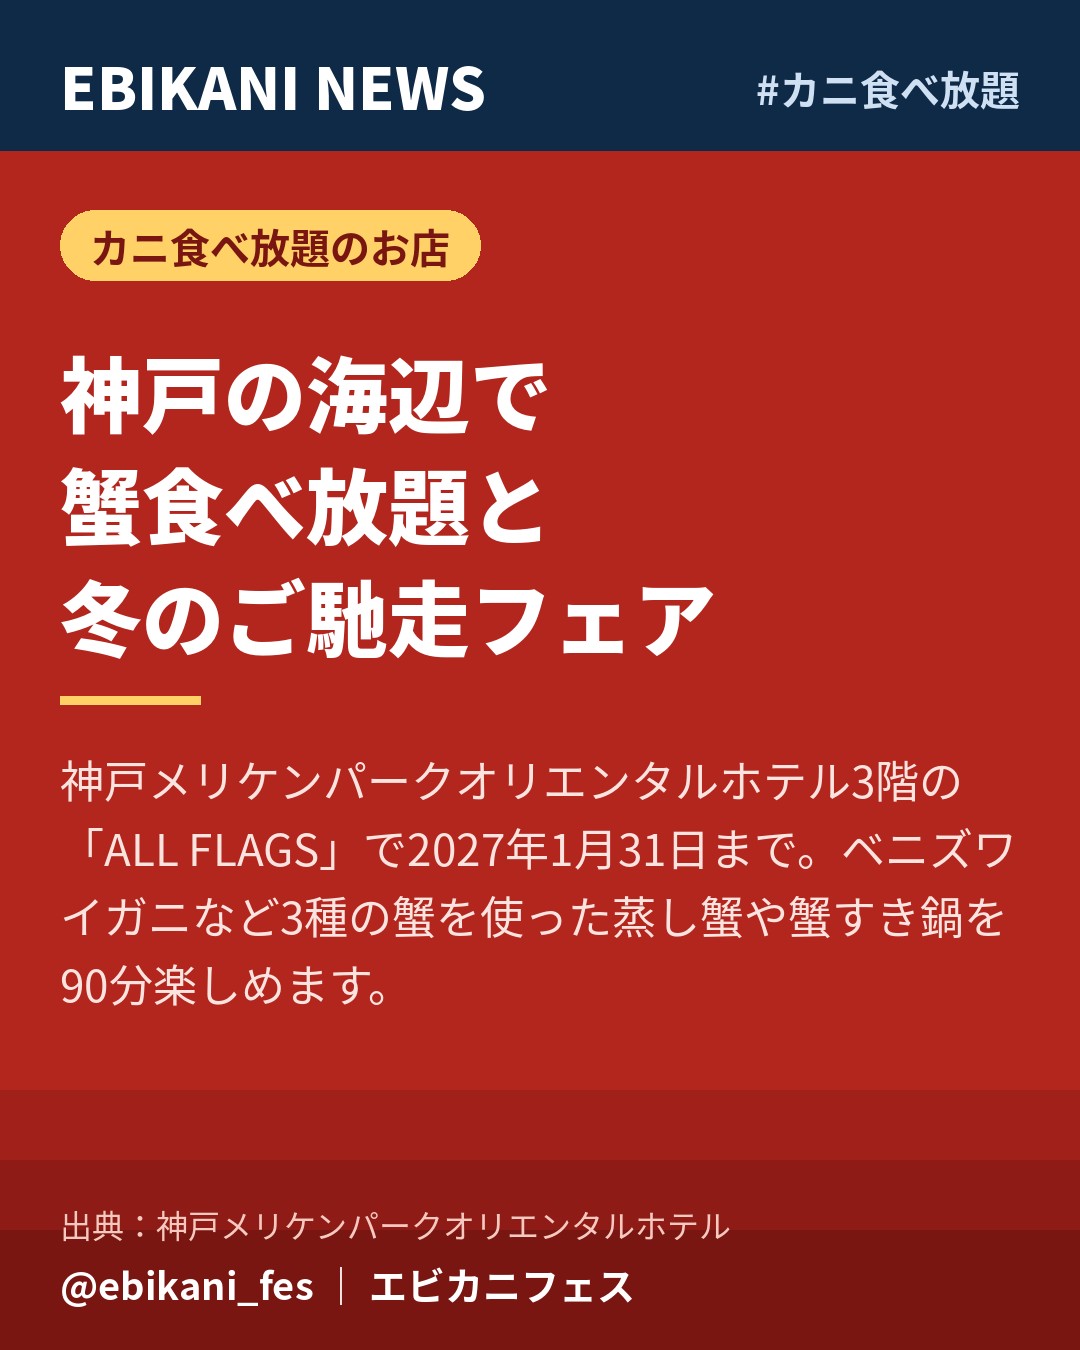 EBIKANI NEWS
#カニ食べ放題
カニ食べ放題のお店
神戸の海辺で
蟹食べ放題と
冬のご馳走フェア
神戸メリケンパークオリエンタルホテル3階の
「ALL FLAGS」で2027年1月31日まで。ベニズワ
イガニなど3種の蟹を使った蒸し蟹や蟹すき鍋を
90分楽しめます。
出典：神戸メリケンパークオリエンタルホテル
@ebikani_fes ｜ エビカニフェス